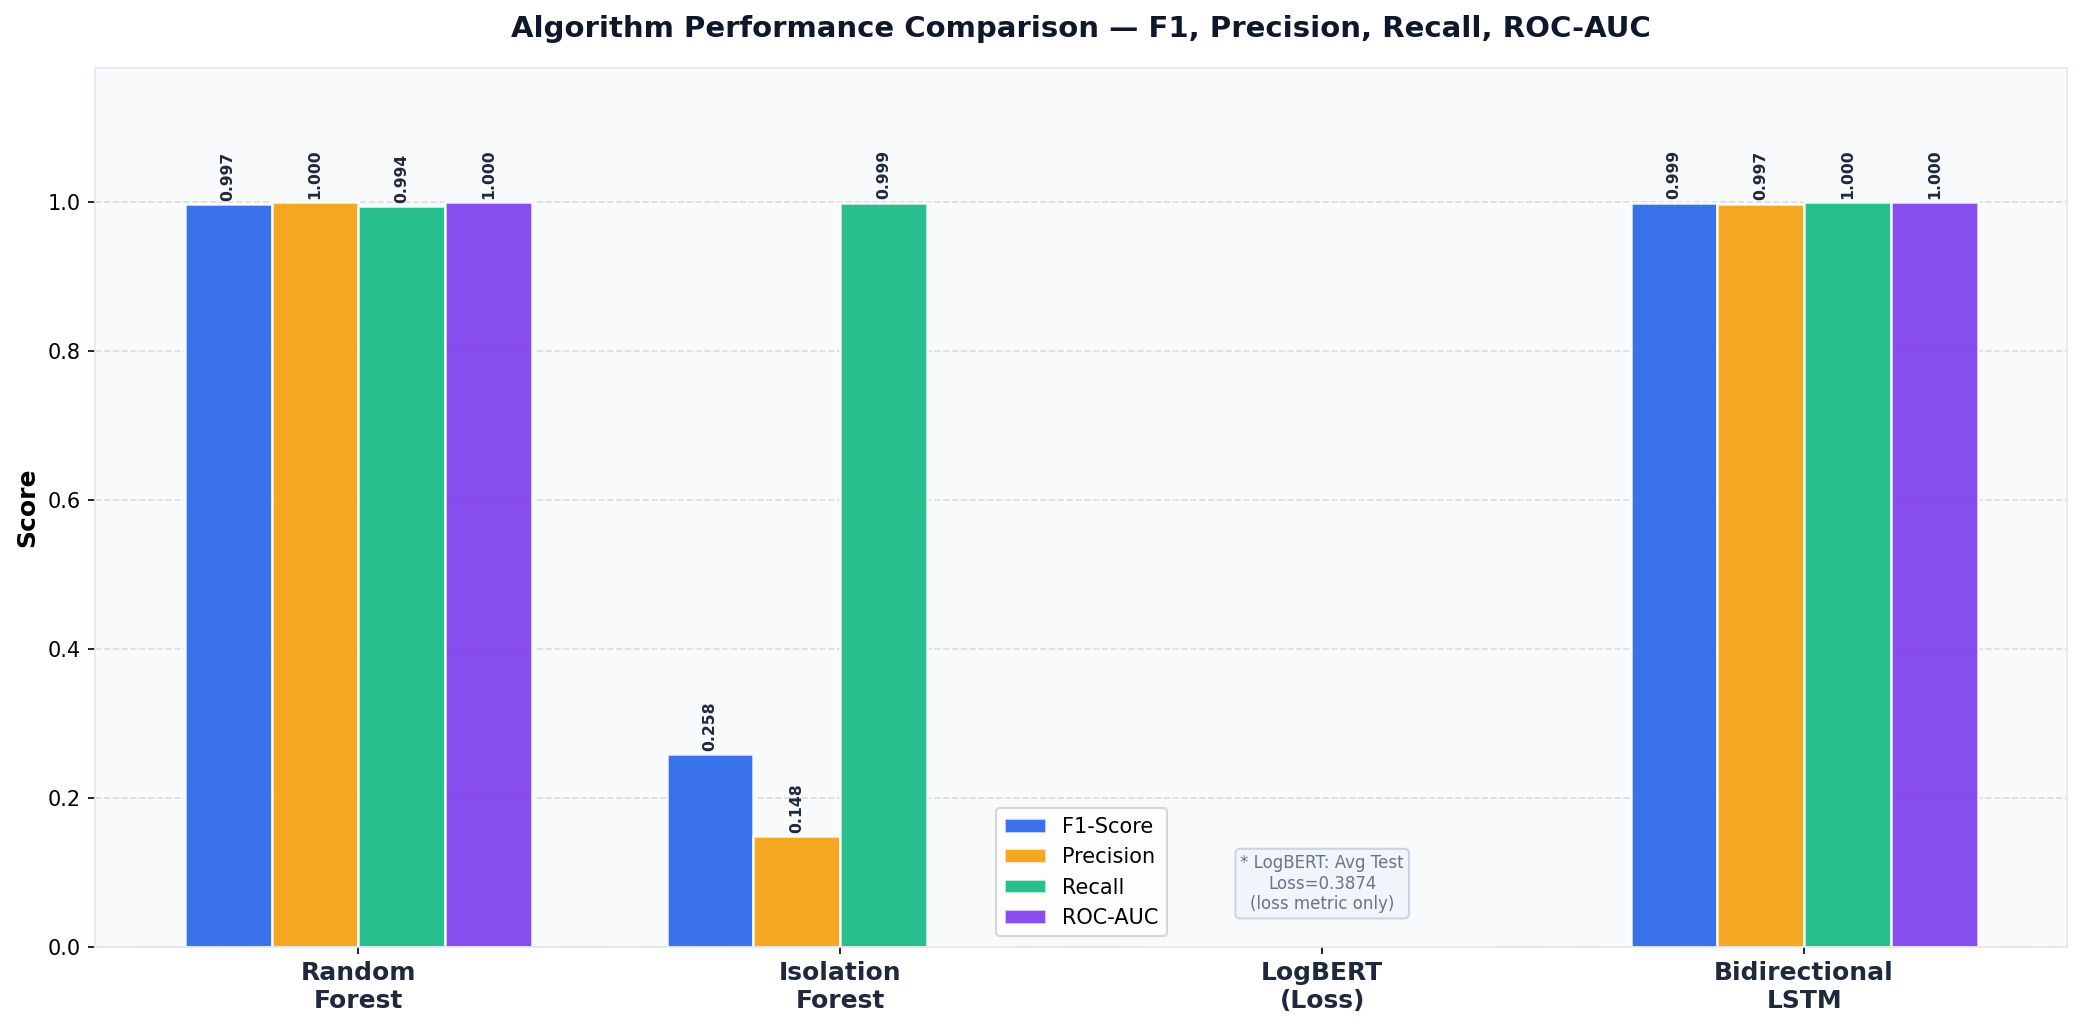 Algorithm Performance Comparison — F1, Precision, Recall, ROC-AUC
Score
1.0
0.8
0.6
0.4
0.2
0.0
0.997
1.000
0.994
1.000
0.258
0.148
0.999
0.999
0.997
1.000
1.000
F1-Score
Precision
Recall
ROC-AUC
* LogBERT: Avg Test
Loss=0.3874
(loss metric only)
Random
Forest
Isolation
Forest
LogBERT
(Loss)
Bidirectional
LSTM